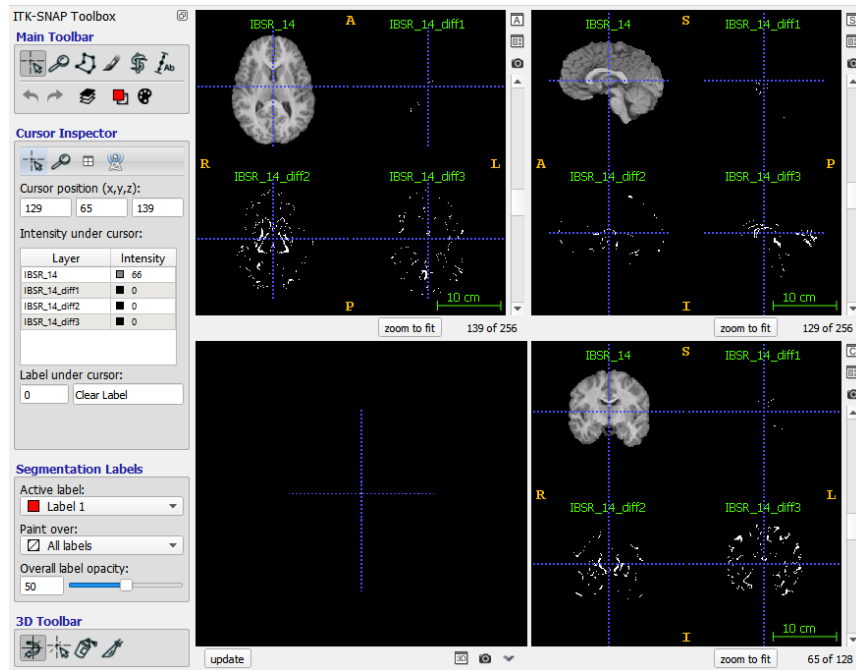 ITK-SNAP Toolbox
Main Toolbar
Ab
Cursor Inspector
Cursor position (x,y,z):
129 65 139
Intensity under cursor:
Layer Intensity
IBSR_14 66
IBSR_14_diff1 0
IBSR_14_diff2 0
IBSR_14_diff3 0
Label under cursor:
0 Clear Label
Segmentation Labels
Active label:
Label 1
Paint over:
All labels
Overall label opacity:
50
3D Toolbar
IBSR_14 A IBSR_14_diff1
R L
IBSR_14_diff2 IBSR_14_diff3
P 10 cm
zoom to fit 139 of 256
A
IBSR_14 S IBSR_14_diff1
A P
IBSR_14_diff2 IBSR_14_diff3
I 10 cm
zoom to fit 129 of 256
S
update
3D
IBSR_14 S IBSR_14_diff1
R L
IBSR_14_diff2 IBSR_14_diff3
I 10 cm
zoom to fit 65 of 128
C